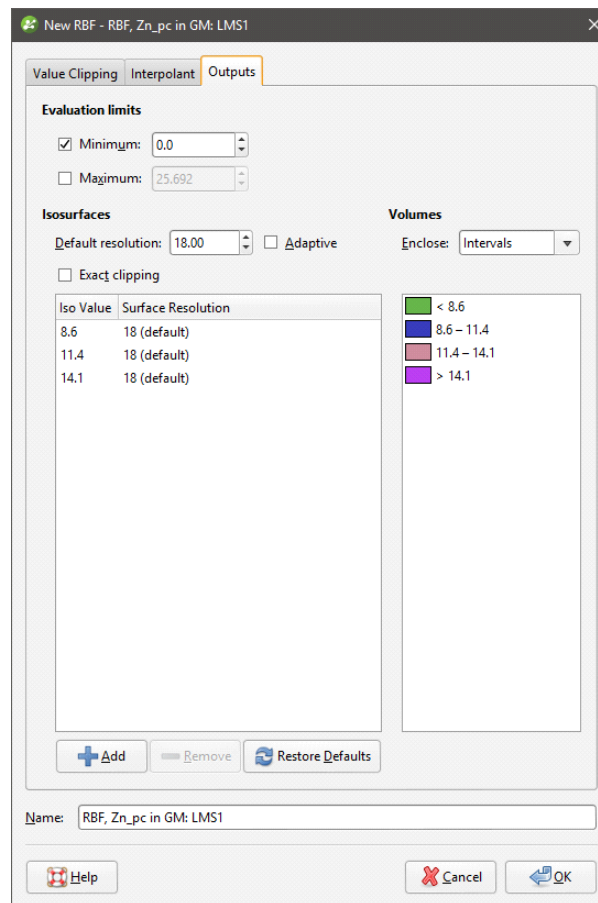 New RBF - RBF, Zn_pc in GM: LMS1
Value Clipping Interpolant Outputs
Evaluation limits
Minimum: 0.0
Maximum: 25.692
Isosurfaces
Default resolution: 18.00 Adaptive
Exact clipping
Iso Value Surface Resolution
8.6 18 (default)
11.4 18 (default)
14.1 18 (default)
Volumes
Enclose: Intervals
< 8.6
8.6 – 11.4
11.4 – 14.1
> 14.1
Add Remove Restore Defaults
Name: RBF, Zn_pc in GM: LMS1
Help Cancel OK